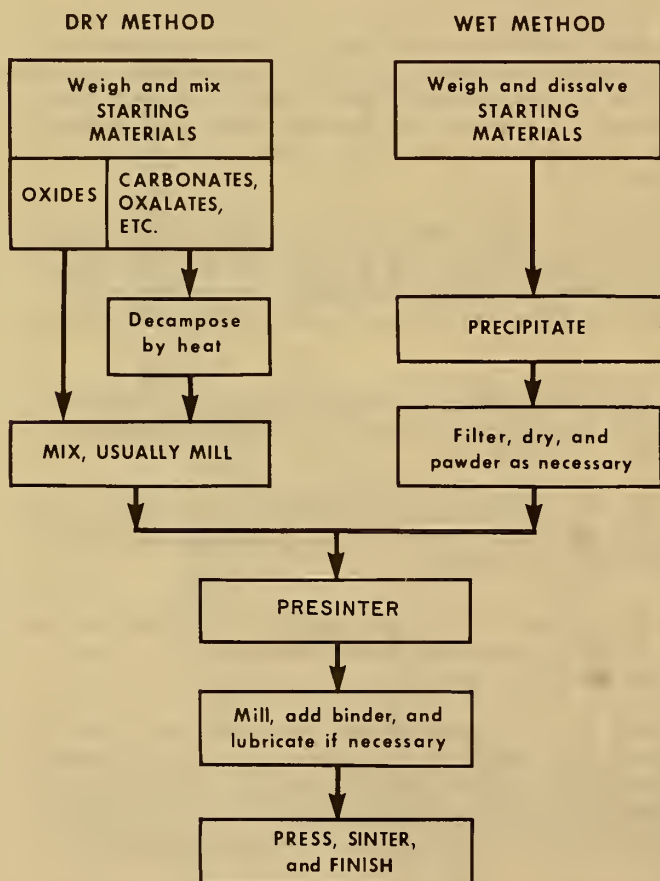 DRY METHOD
Weigh and mix
STARTING
MATERIALS
OXIDES
CARBONATES,
OXALATES,
ETC.
Decampose
by heat
MIX, USUALLY MILL
WET METHOD
Weigh and dissalve
STARTING
MATERIALS
PRECIPITATE
Filter, dry, and
pawder as necessary
PRESINTER
Mill, add binder, and
lubricate if necessary
PRESS, SINTER,
and FINISH